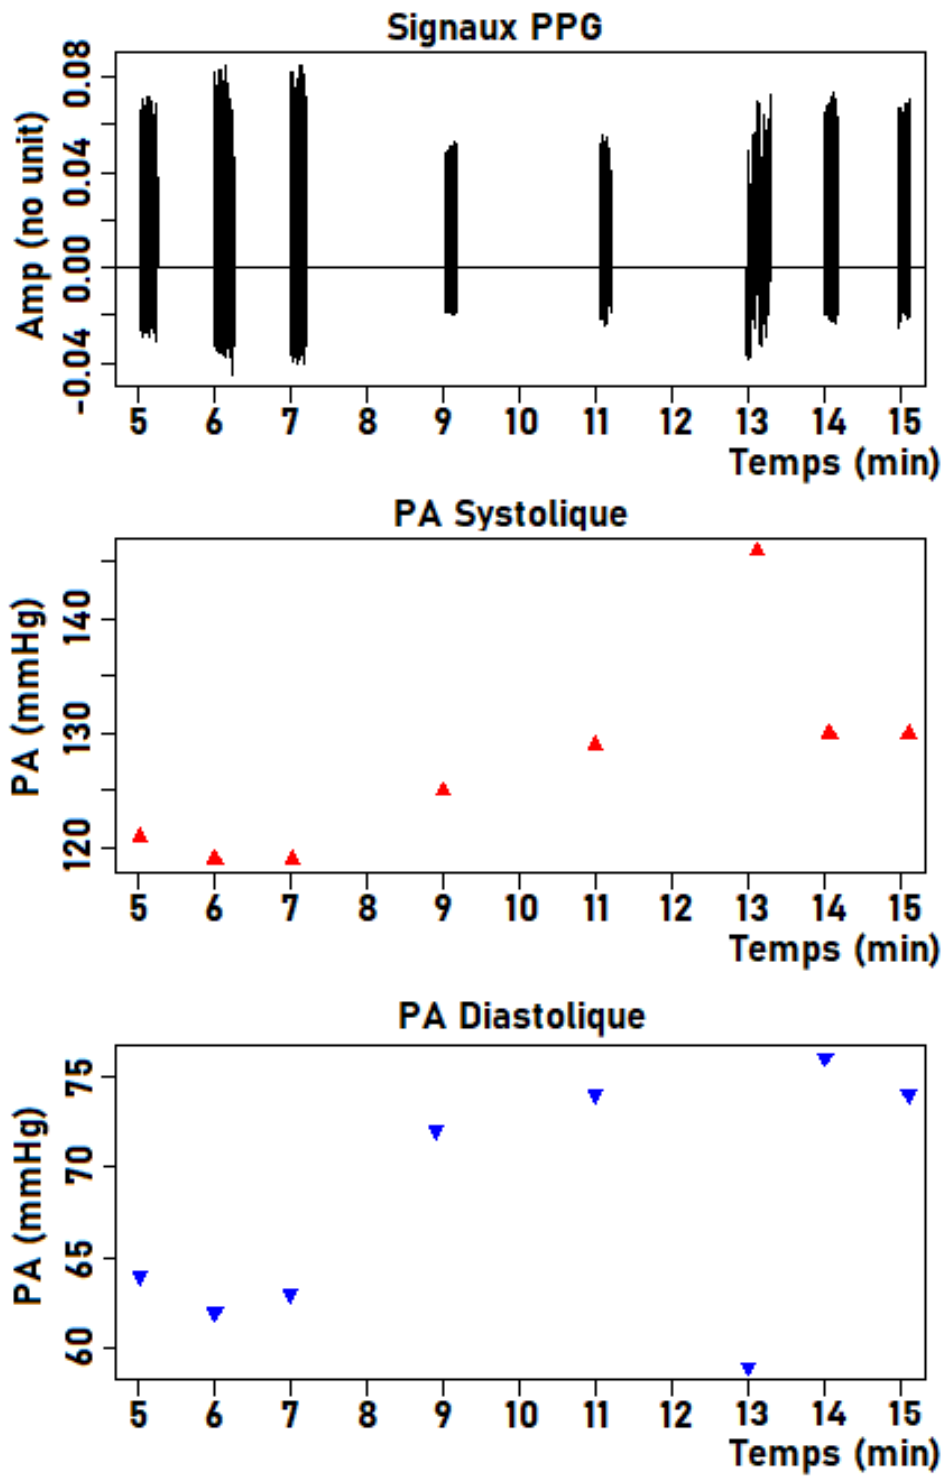 Signaux PPG
Amp (no unit)
0.08
0.04
0.00
-0.04
5 6 7 8 9 10 11 12 13 14 15
Temps (min)
PA Systolique
PA (mmHg)
140
130
120
5 6 7 8 9 10 11 12 13 14 15
Temps (min)
PA Diastolique
PA (mmHg)
75
70
65
60
5 6 7 8 9 10 11 12 13 14 15
Temps (min)